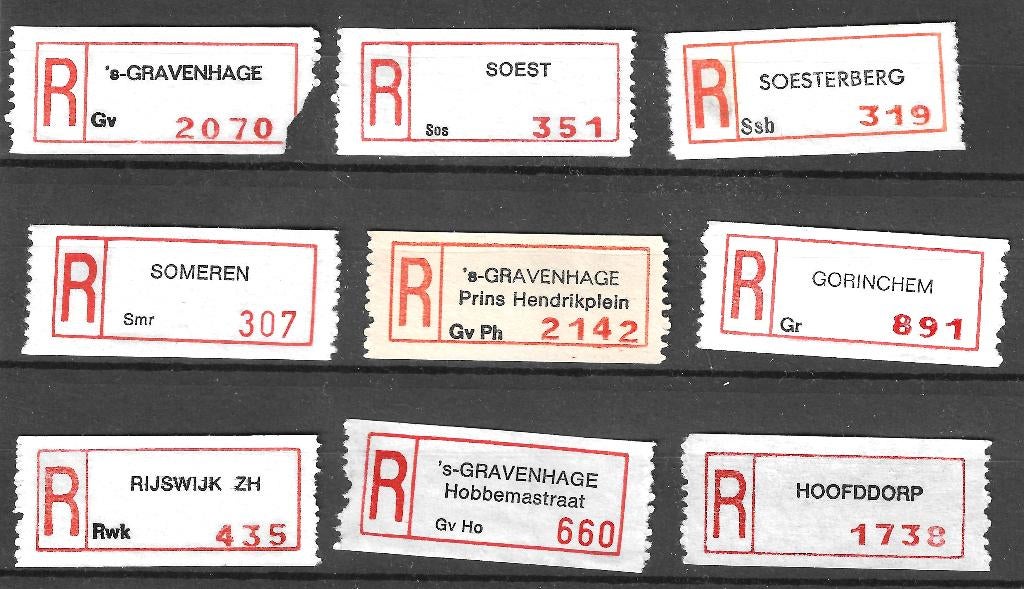 R
's-GRAVENHAGE
Gv 2070
R
SOEST
Sos 351
R
SOESTERBERG
Ssb 319
R
SOMEREN
Smr 307
R
's-GRAVENHAGE
Prins Hendrikplein
Gv Ph 2142
R
GORINCHEM
Gr 891
R
RIJSWIJK ZH
Rwk 435
R
's-GRAVENHAGE
Hobbemastraat
Gv Ho 660
R
HOOFDDORP
1738